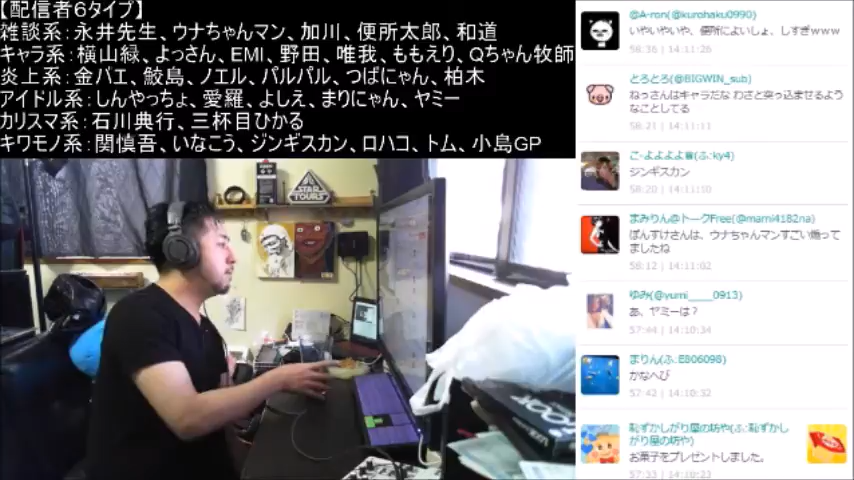 【配信者6タイプ】
雑談系：永井先生、ウナちゃんマン、加川、便所太郎、和道
キャラ系：横山緑、よっさん、EMI、野田、唯我、ももえり、Qちゃん牧師
炎上系：金バエ、鮫島、ノエル、パルパル、つばにゃん、柏木
アイドル系：しんやっちょ、愛羅、よしえ、まりにゃん、ヤミー
カリスマ系：石川典行、三杯目ひかる
キワモノ系：関慎吾、いなこう、ジンギスカン、ロハコ、トム、小島GP
STAR TOURS
@A-ron(@kurohaku0990)
いやいやいや、便所によいしょ、しすぎｗｗｗ
58:36 | 14:11:26
とろとろ(@BIGWIN_sub)
ねっさんはキャラだな わざと突っ込ませるよう
なことしてる
58:21 | 14:11:11
こ-よよよよ(ふ:ky4)
ジンギスカン
58:20 | 14:11:10
まみりん@トークFree(@mami4182na)
ぱんすけさんは、ウナちゃんマンすごい煽って
ましたね
58:12 | 14:11:02
ゆみ(@yumi____0913)
あ、ヤミーは？
57:44 | 14:10:34
まりん(ふ:E806098)
かなへび
57:42 | 14:10:32
恥ずかしがり屋の坊や(ふ:恥ずかし
がり屋の坊や)
お菓子をプレゼントしました。
57:33 | 14:10:23